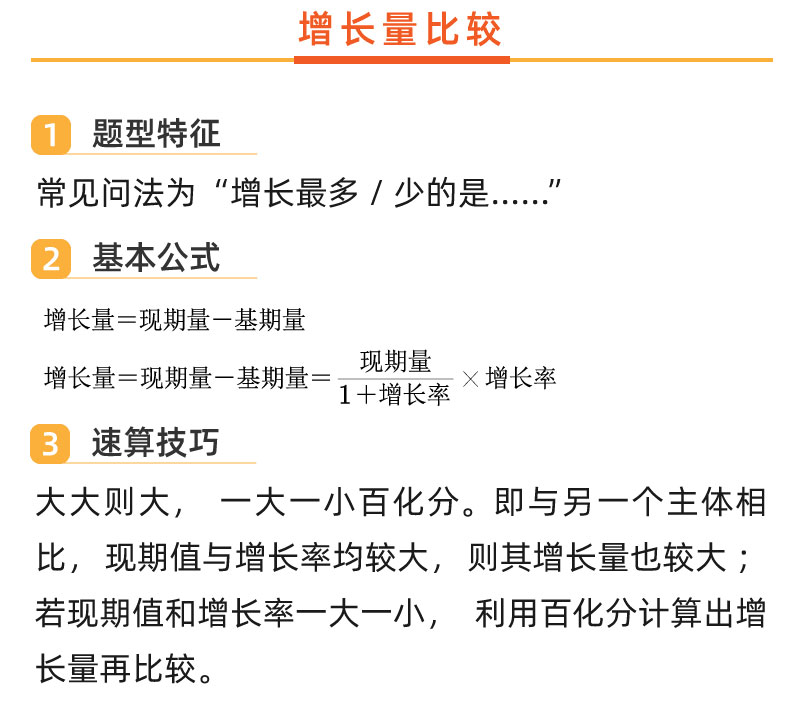 增长量比较
1 题型特征
常见问法为“增长最多 / 少的是……”
2 基本公式
增长量=现期量-基期量
增长量=现期量-基期量=现期量/(1+增长率)×增长率
3 速算技巧
大大则大， 一大一小百化分。即与另一个主体相
比，现期值与增长率均较大，则其增长量也较大；
若现期值和增长率一大一小， 利用百化分计算出增
长量再比较。